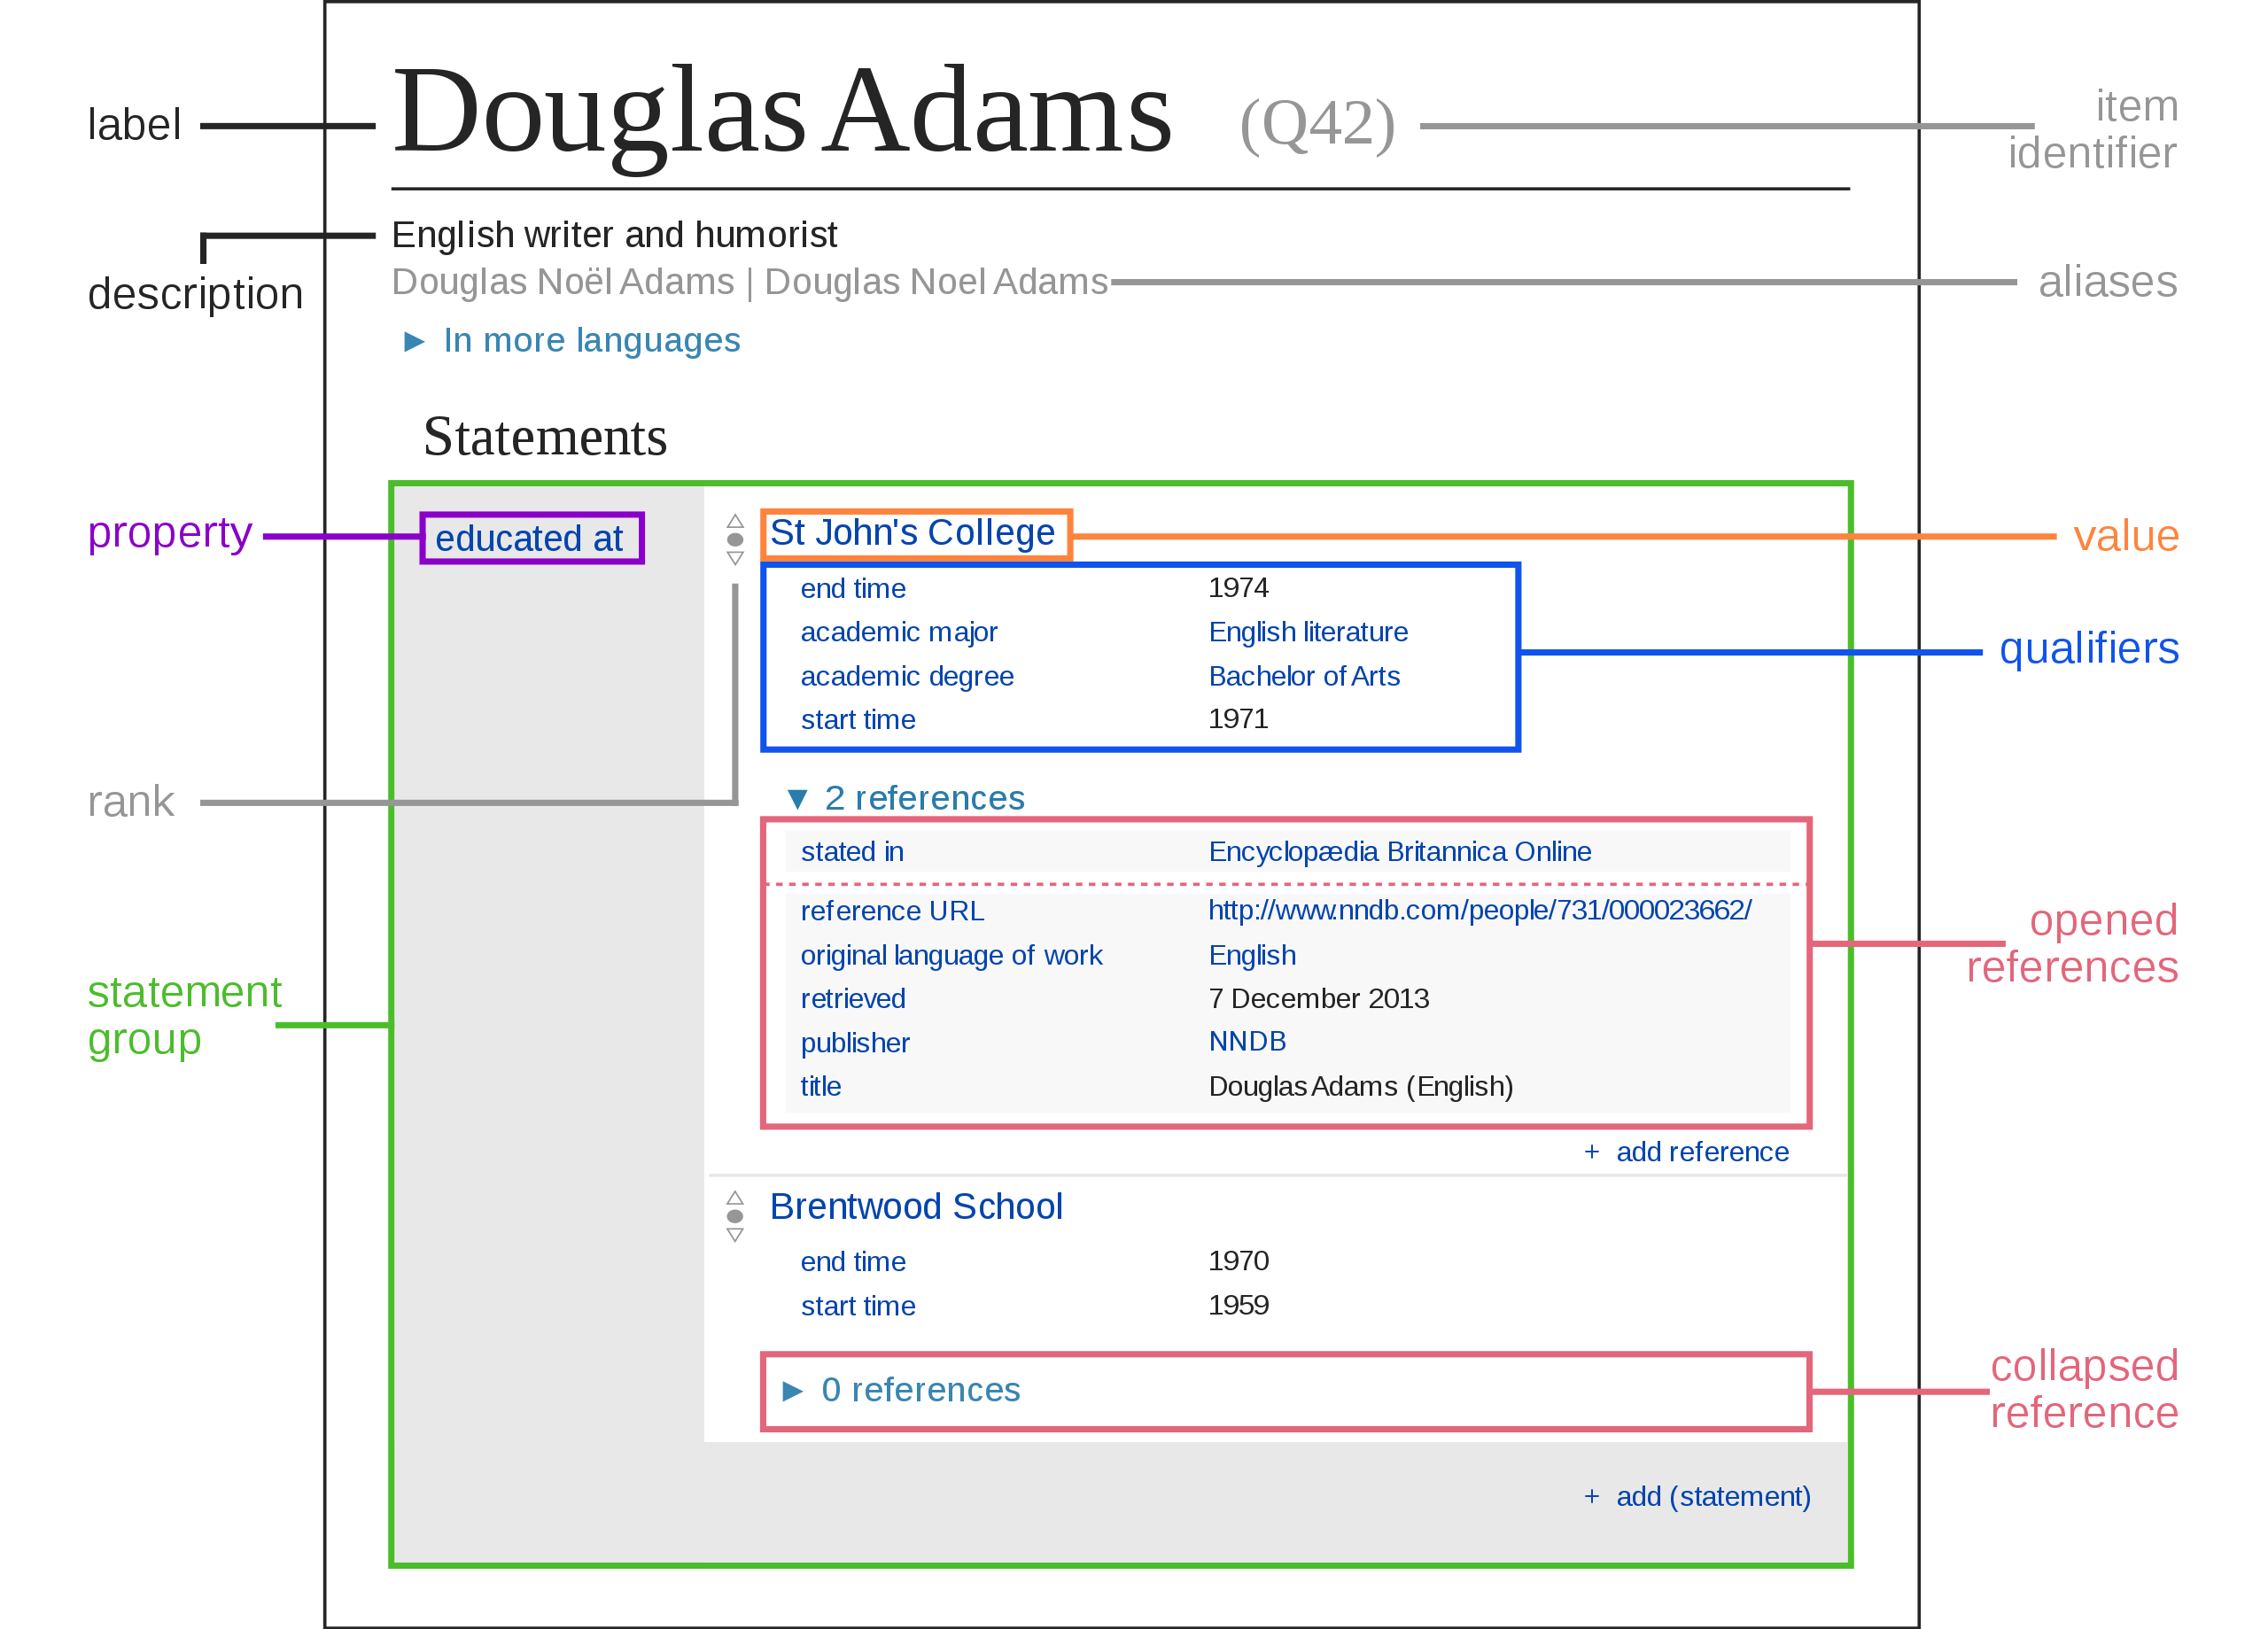 label
Douglas Adams (Q42)
item
identifier
description
English writer and humorist
Douglas Noël Adams | Douglas Noel Adams
aliases
► In more languages
Statements
property
educated at
St John's College
value
end time 1974
academic major English literature
academic degree Bachelor of Arts
start time 1971
qualifiers
rank
▼ 2 references
stated in Encyclopædia Britannica Online
reference URL http://www.nndb.com/people/731/000023662/
original language of work English
retrieved 7 December 2013
publisher NNDB
title Douglas Adams (English)
opened
references
statement
group
+ add reference
Brentwood School
end time 1970
start time 1959
► 0 references
collapsed
reference
+ add (statement)